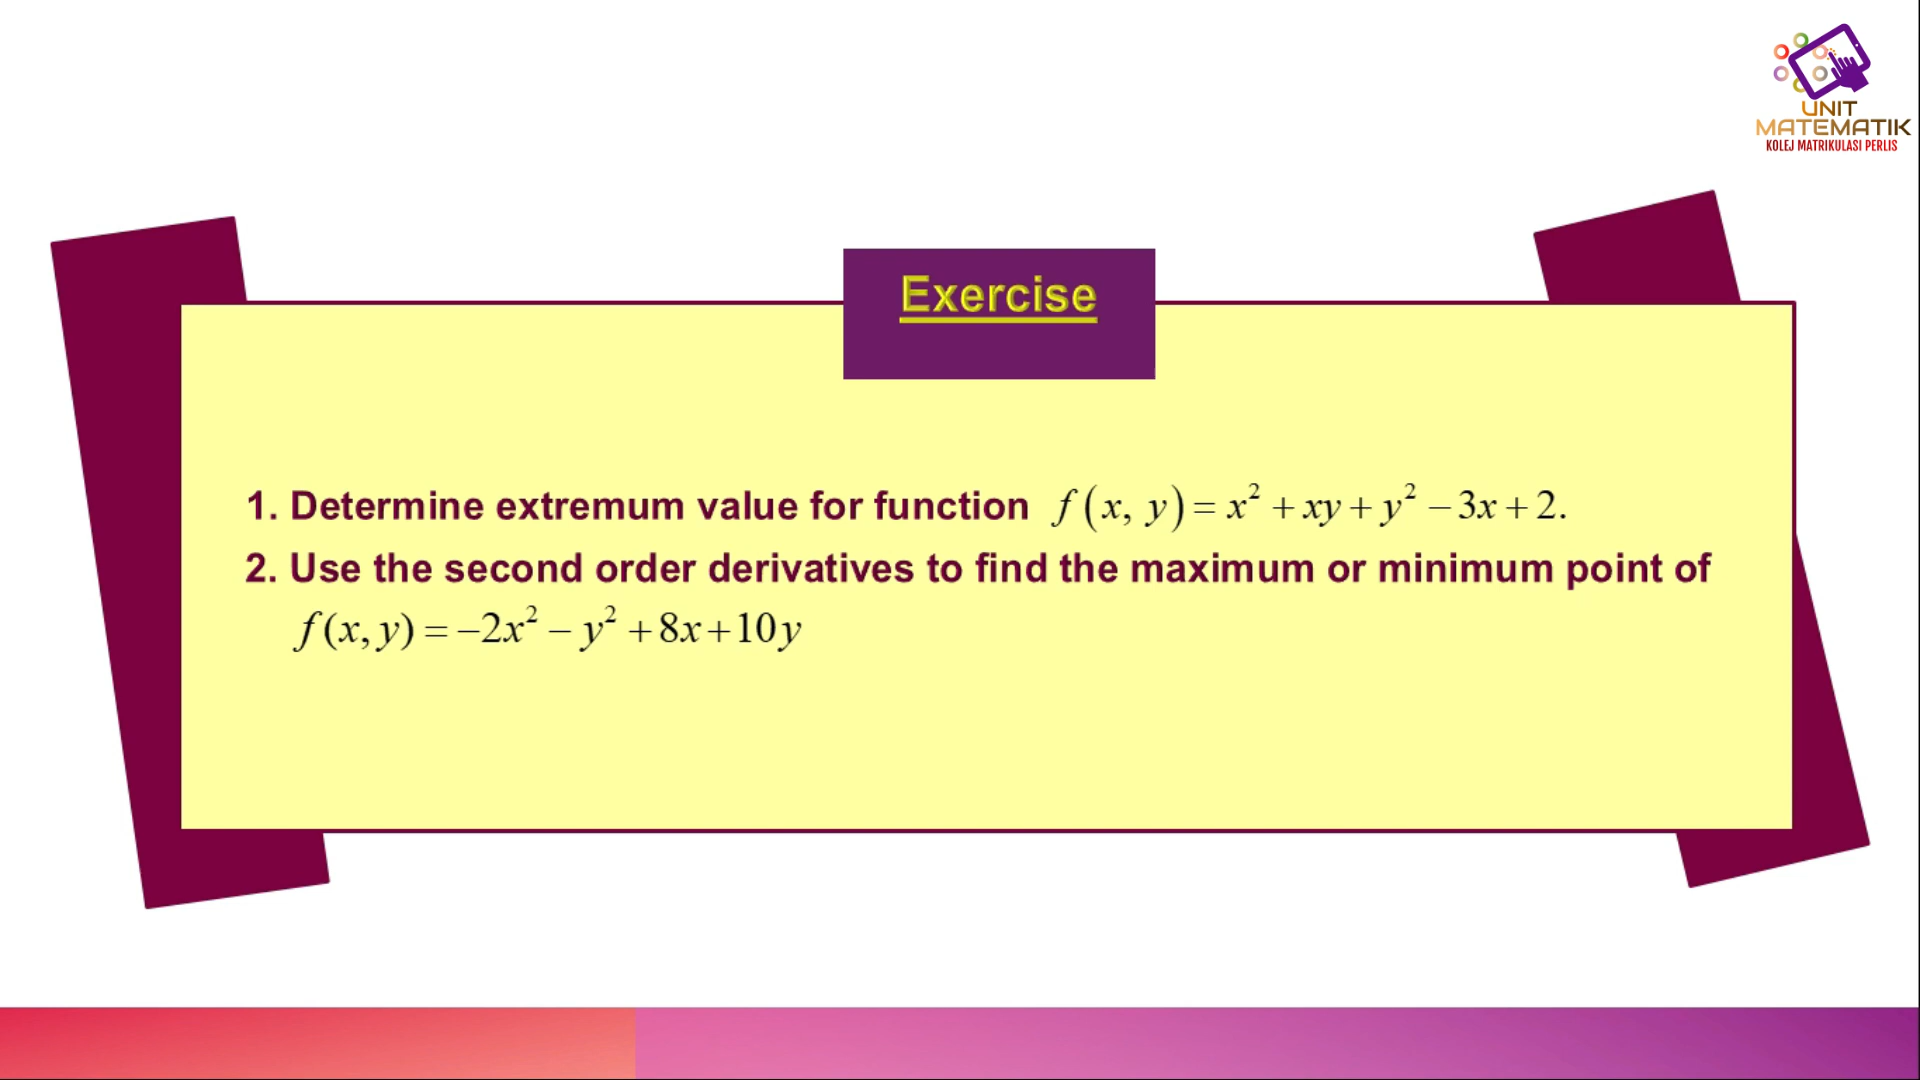 UNIT
MATEMATIK
KOLEJ MATRIKULASI PERLIS
Exercise
1. Determine extremum value for function f(x, y) = x² + xy + y² − 3x + 2.
2. Use the second order derivatives to find the maximum or minimum point of
f(x, y) = −2x² − y² + 8x + 10y